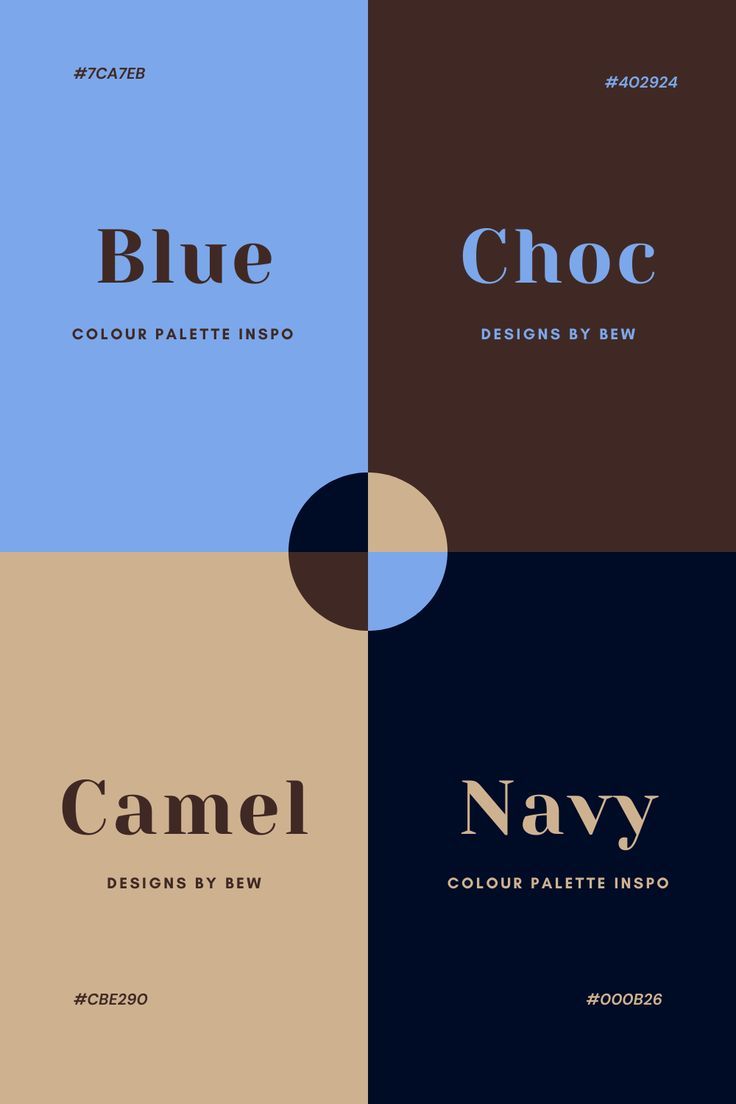 #7CA7EB
#402924
Blue
COLOUR PALETTE INSPO
Choc
DESIGNS BY BEW
Camel
DESIGNS BY BEW
Navy
COLOUR PALETTE INSPO
#CBE290
#000B26